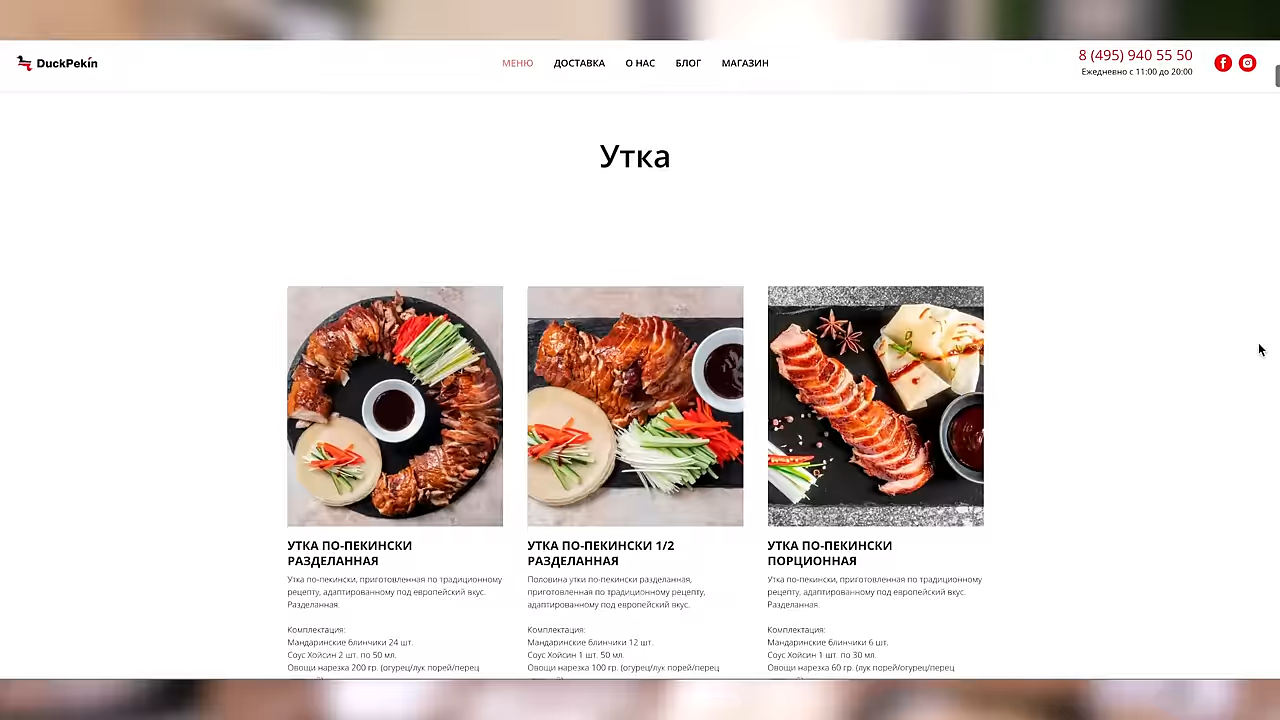 DuckPekin
МЕНЮ ДОСТАВКА О НАС БЛОГ МАГАЗИН
8 (495) 940 55 50
Ежедневно с 11:00 до 20:00
Утка
УТКА ПО-ПЕКИНСКИ
РАЗДЕЛАННАЯ
Утка по-пекински, приготовленная по традиционному
рецепту, адаптированному под европейский вкус.
Разделанная.
Комплектация:
Мандаринские блинчики 24 шт.
Соус Хойсин 2 шт. по 50 мл.
Овощи нарезка 200 гр. (огурец/лук порей/перец
УТКА ПО-ПЕКИНСКИ 1/2
РАЗДЕЛАННАЯ
Половина утки по-пекински разделанная,
приготовленная по традиционному рецепту,
адаптированному под европейский вкус.
Комплектация:
Мандаринские блинчики 12 шт.
Соус Хойсин 1 шт. 50 мл.
Овощи нарезка 100 гр. (огурец/лук порей/перец
УТКА ПО-ПЕКИНСКИ
ПОРЦИОННАЯ
Утка по-пекински, приготовленная по традиционному
рецепту, адаптированному под европейский вкус.
Разделанная.
Комплектация:
Мандаринские блинчики 6 шт.
Соус Хойсин 1 шт. по 30 мл.
Овощи нарезка 60 гр. (лук порей/огурец/перец